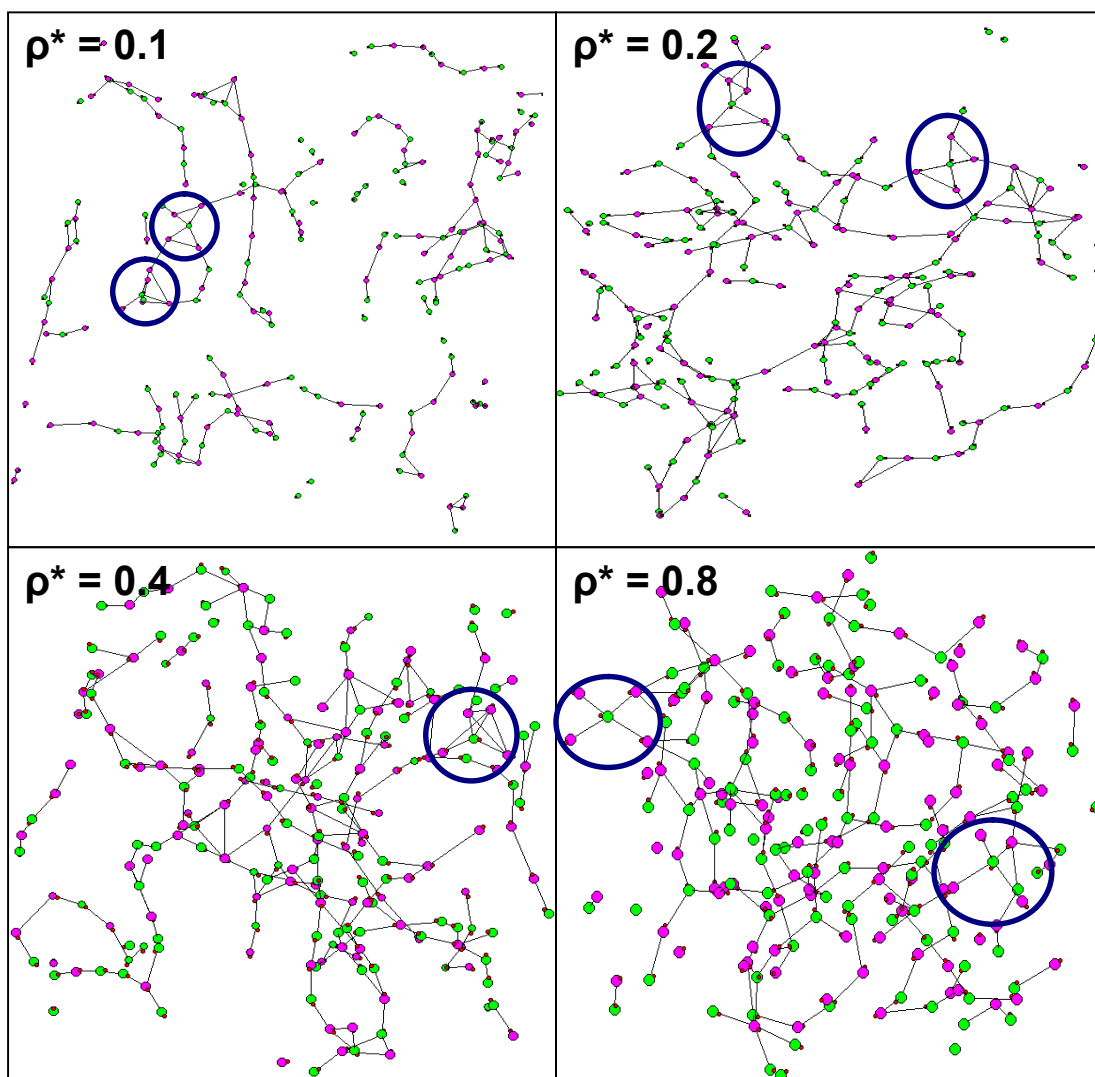 ρ* = 0.1
ρ* = 0.2
ρ* = 0.4
ρ* = 0.8